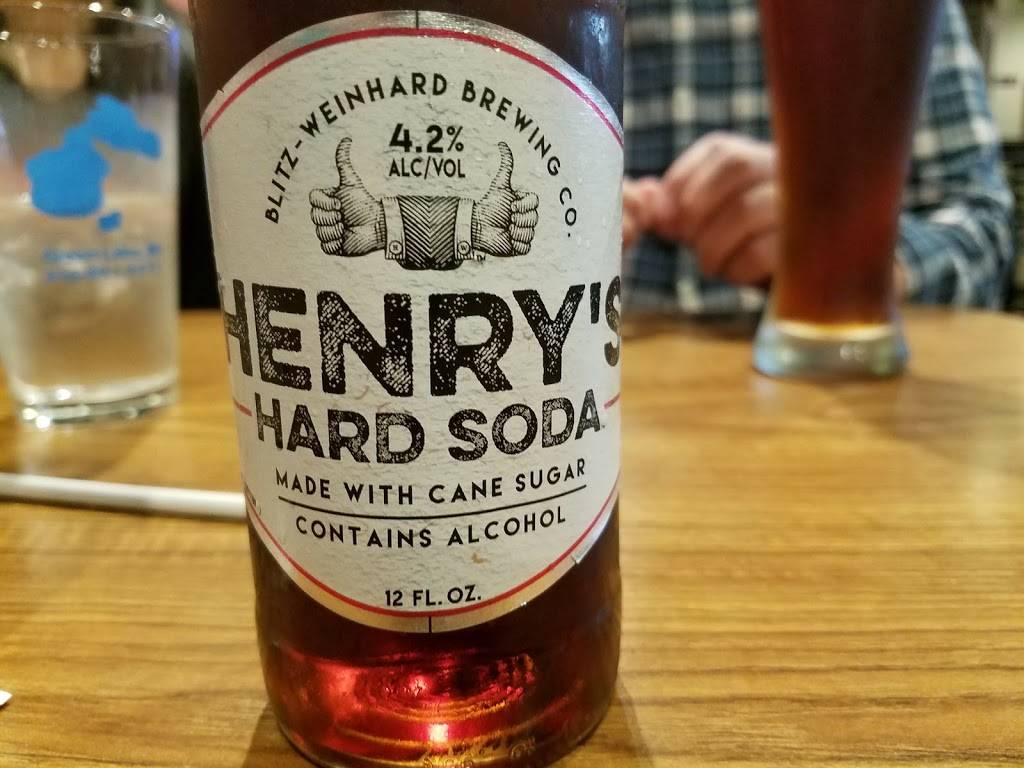 BLITZ-WEINHARD BREWING CO.
4.2%
ALC/VOL
HENRY'S
HARD SODA
MADE WITH CANE SUGAR
CONTAINS ALCOHOL
12 FL. OZ.